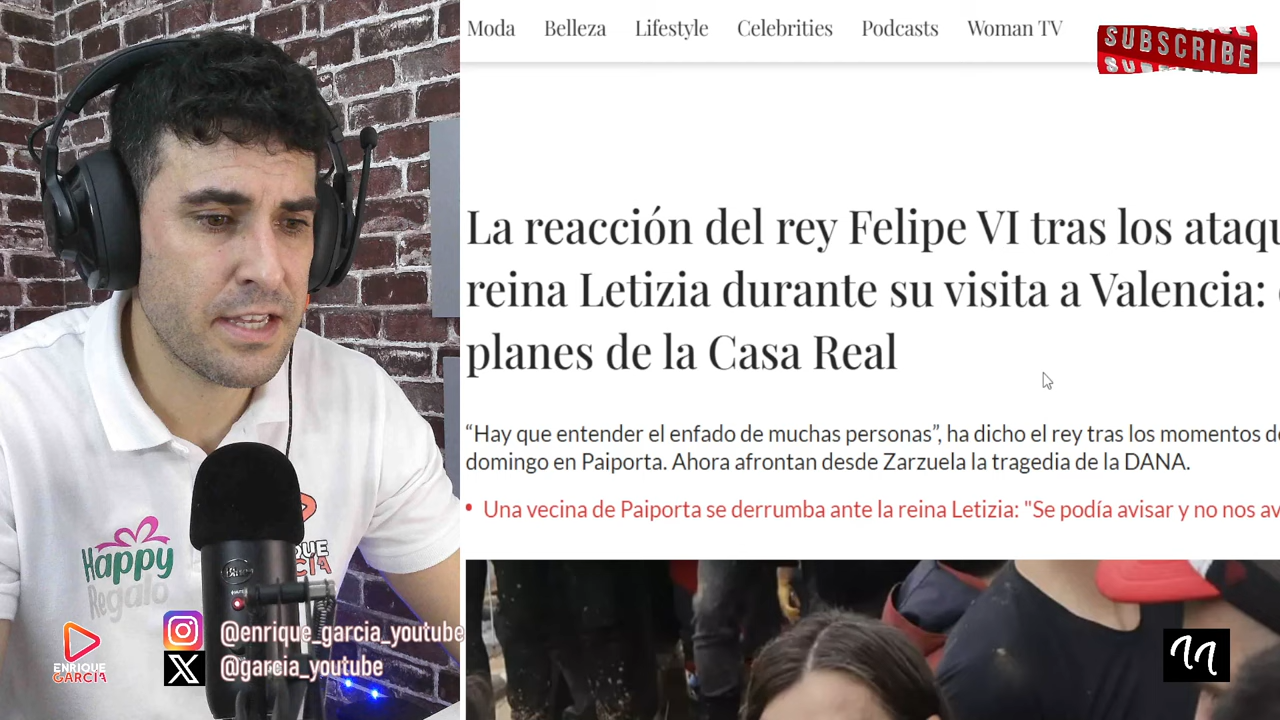 Moda Belleza Lifestyle Celebrities Podcasts Woman TV
SUBSCRIBE
La reacción del rey Felipe VI tras los
reina Letizia durante su visita a Valencia:
planes de la Casa Real
“Hay que entender el enfado de muchas personas”, ha dicho el rey tras los momentos
domingo en Paiporta. Ahora afrontan desde Zarzuela la tragedia de la DANA.
• Una vecina de Paiporta se derrumba ante la reina Letizia: "Se podía avisar y no nos
Happy
Regalo
ENRIQUE
GARCIA
@enrique_garcia_youtube
@garcia_youtube